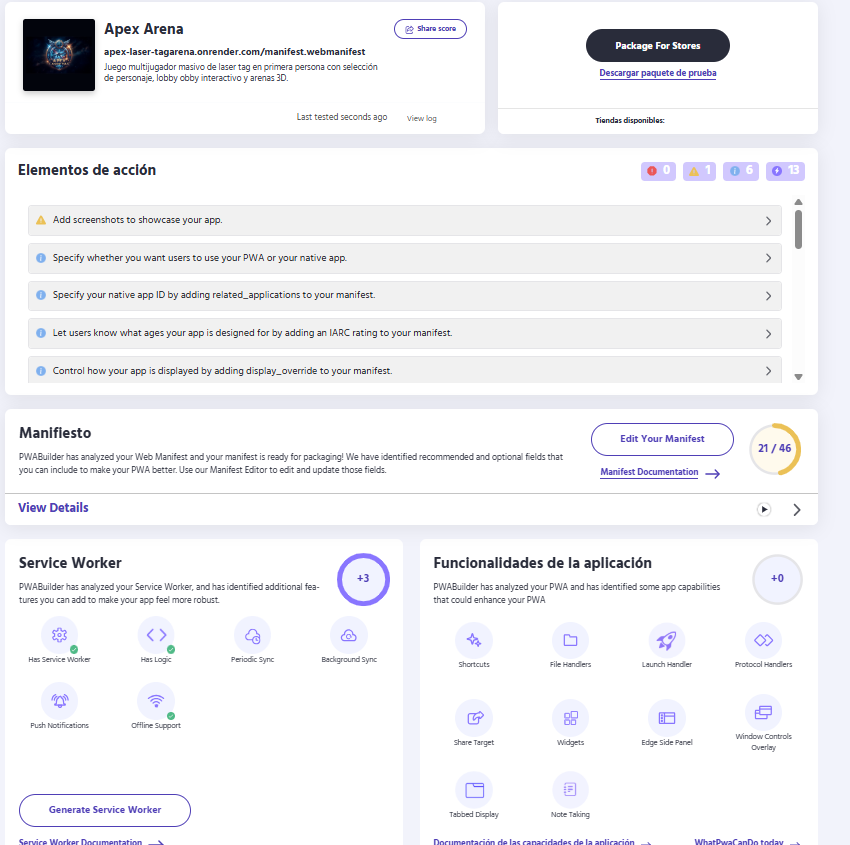 Apex Arena
Share score
apex-laser-tagarena.onrender.com/manifest.webmanifest
Juego multijugador masivo de laser tag en primera persona con selección
de personaje, lobby obby interactivo y arenas 3D.
Last tested seconds ago
View log
Package For Stores
Descargar paquete de prueba
Tiendas disponibles:
Elementos de acción
0
1
6
13
Add screenshots to showcase your app.
Specify whether you want users to use your PWA or your native app.
Specify your native app ID by adding related_applications to your manifest.
Let users know what ages your app is designed for by adding an IARC rating to your manifest.
Control how your app is displayed by adding display_override to your manifest.
Manifiesto
PWABuilder has analyzed your Web Manifest and your manifest is ready for packaging! We have identified recommended and optional fields that
you can include to make your PWA better. Use our Manifest Editor to edit and update those fields.
Edit Your Manifest
Manifest Documentation
21 / 46
View Details
Service Worker
PWABuilder has analyzed your Service Worker, and has identified additional fea-
tures you can add to make your app feel more robust.
+3
Has Service Worker
Has Logic
Periodic Sync
Background Sync
Push Notifications
Offline Support
Generate Service Worker
Service Worker Documentation
Funcionalidades de la aplicación
PWABuilder has analyzed your PWA and has identified some app capabilities
that could enhance your PWA
+0
Shortcuts
File Handlers
Launch Handler
Protocol Handlers
Share Target
Widgets
Edge Side Panel
Window Controls
Overlay
Tabbed Display
Note Taking
Documentación de las capacidades de la aplicación
WhatPwaCanDo.today